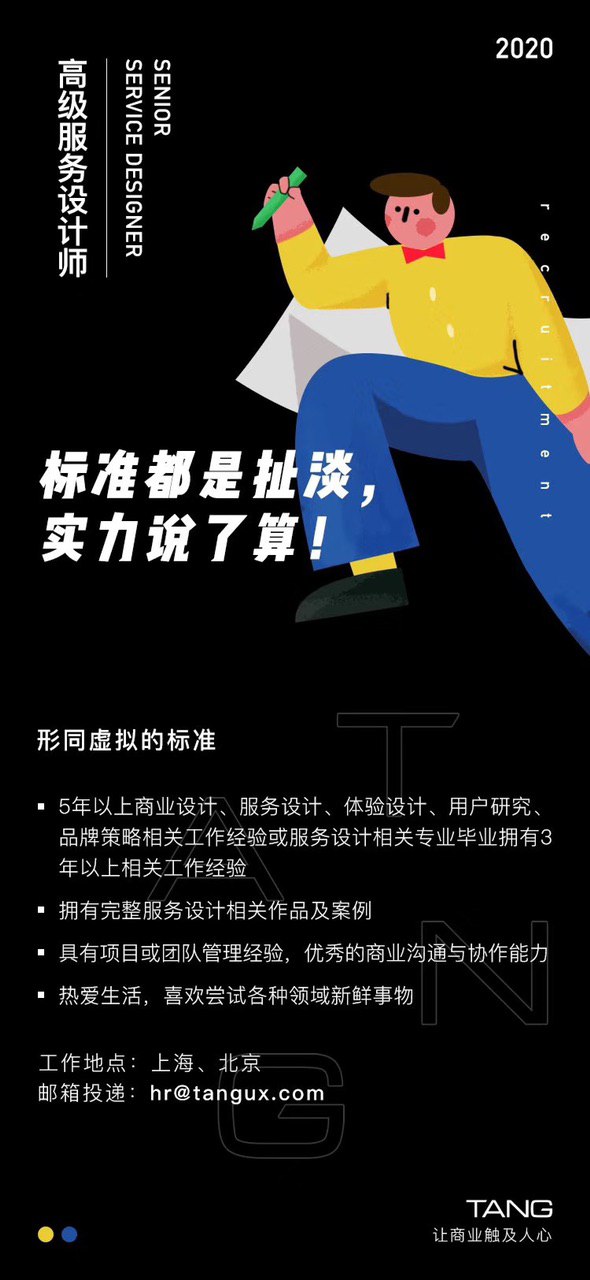 2020
高级服务设计师
SENIOR
SERVICE DESIGNER
recruitment
标准都是扯淡，
实力说了算！
形同虚拟的标准
5年以上商业设计、服务设计、体验设计、用户研究、
品牌策略相关工作经验或服务设计相关专业毕业拥有3
年以上相关工作经验
拥有完整服务设计相关作品及案例
具有项目或团队管理经验，优秀的商业沟通与协作能力
热爱生活，喜欢尝试各种领域新鲜事物
工作地点：上海、北京
邮箱投递：hr@tangux.com
T
A
N
G
TANG
让商业触及人心